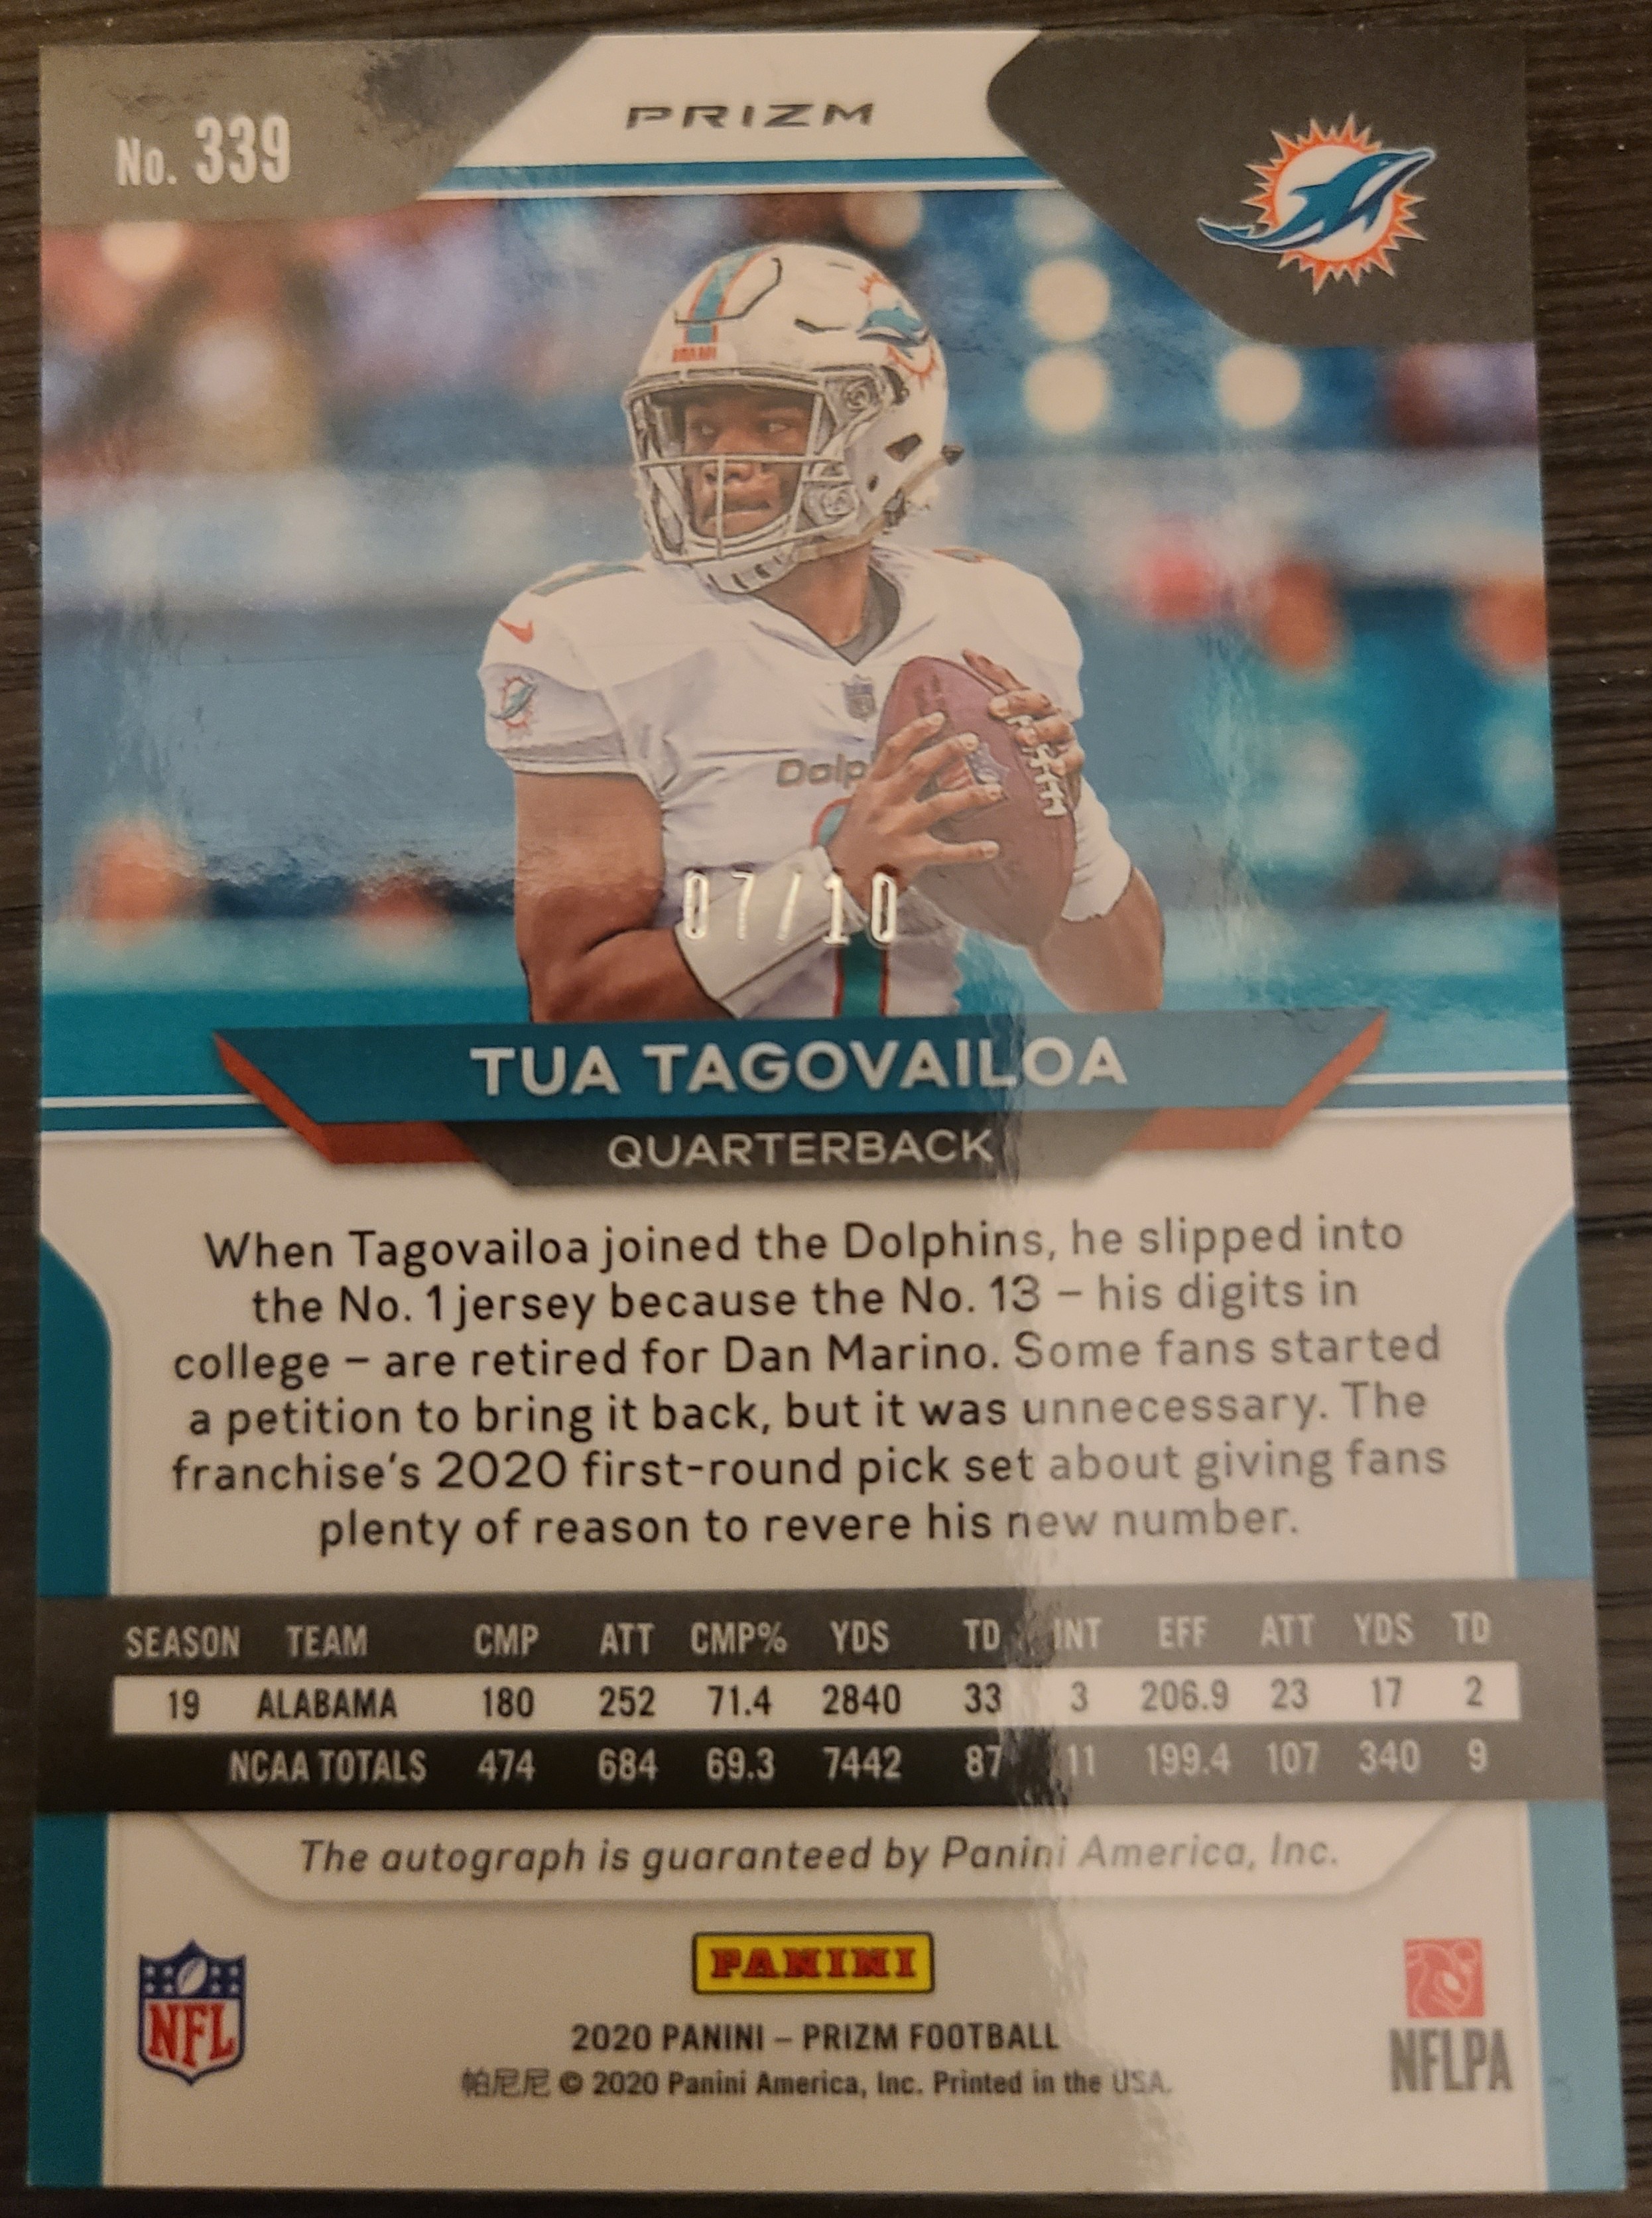 No. 339
PRIZM
MIAMI
Dolp
07/10
TUA TAGOVAILOA
QUARTERBACK
When Tagovailoa joined the Dolphins, he slipped into
the No. 1 jersey because the No. 13 – his digits in
college – are retired for Dan Marino. Some fans started
a petition to bring it back, but it was unnecessary. The
franchise's 2020 first-round pick set about giving fans
plenty of reason to revere his new number.
SEASON TEAM CMP ATT CMP% YDS TD INT EFF ATT YDS TD
19 ALABAMA 180 252 71.4 2840 33 3 206.9 23 17 2
NCAA TOTALS 474 684 69.3 7442 87 11 199.4 107 340 9
The autograph is guaranteed by Panini America, Inc.
PANINI
NFL
2020 PANINI – PRIZM FOOTBALL
NFLPA
帕尼尼 © 2020 Panini America, Inc. Printed in the USA.